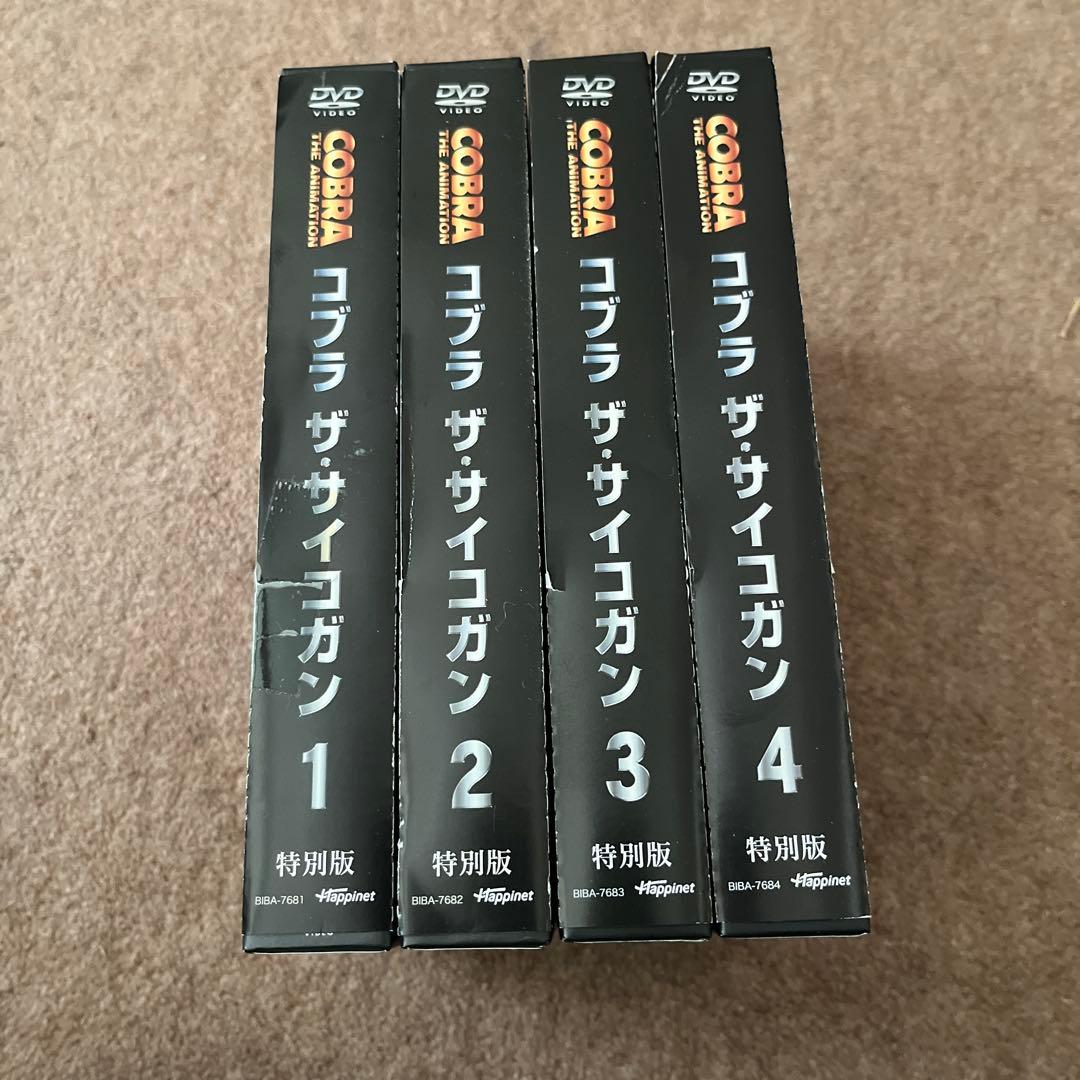 DVD
VIDEO
COBRA
THE ANIMATION
コブラ ザ・サイコガン
1
特別版
BIBA-7681
Happinet
VIDEO
DVD
VIDEO
COBRA
THE ANIMATION
コブラ ザ・サイコガン
2
特別版
BIBA-7682
Happinet
DVD
VIDEO
COBRA
THE ANIMATION
コブラ ザ・サイコガン
3
特別版
BIBA-7683
Happinet
DVD
VIDEO
COBRA
THE ANIMATION
コブラ ザ・サイコガン
4
特別版
BIBA-7684
Happinet